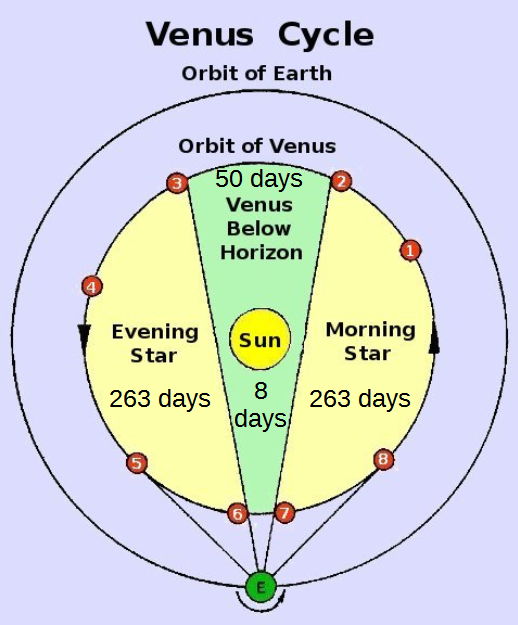 Venus Cycle
Orbit of Earth
Orbit of Venus
50 days
3
2
Venus
Below
Horizon
1
4
Evening
Star
Sun
Morning
Star
263 days
8
days
263 days
5
8
6
7
E